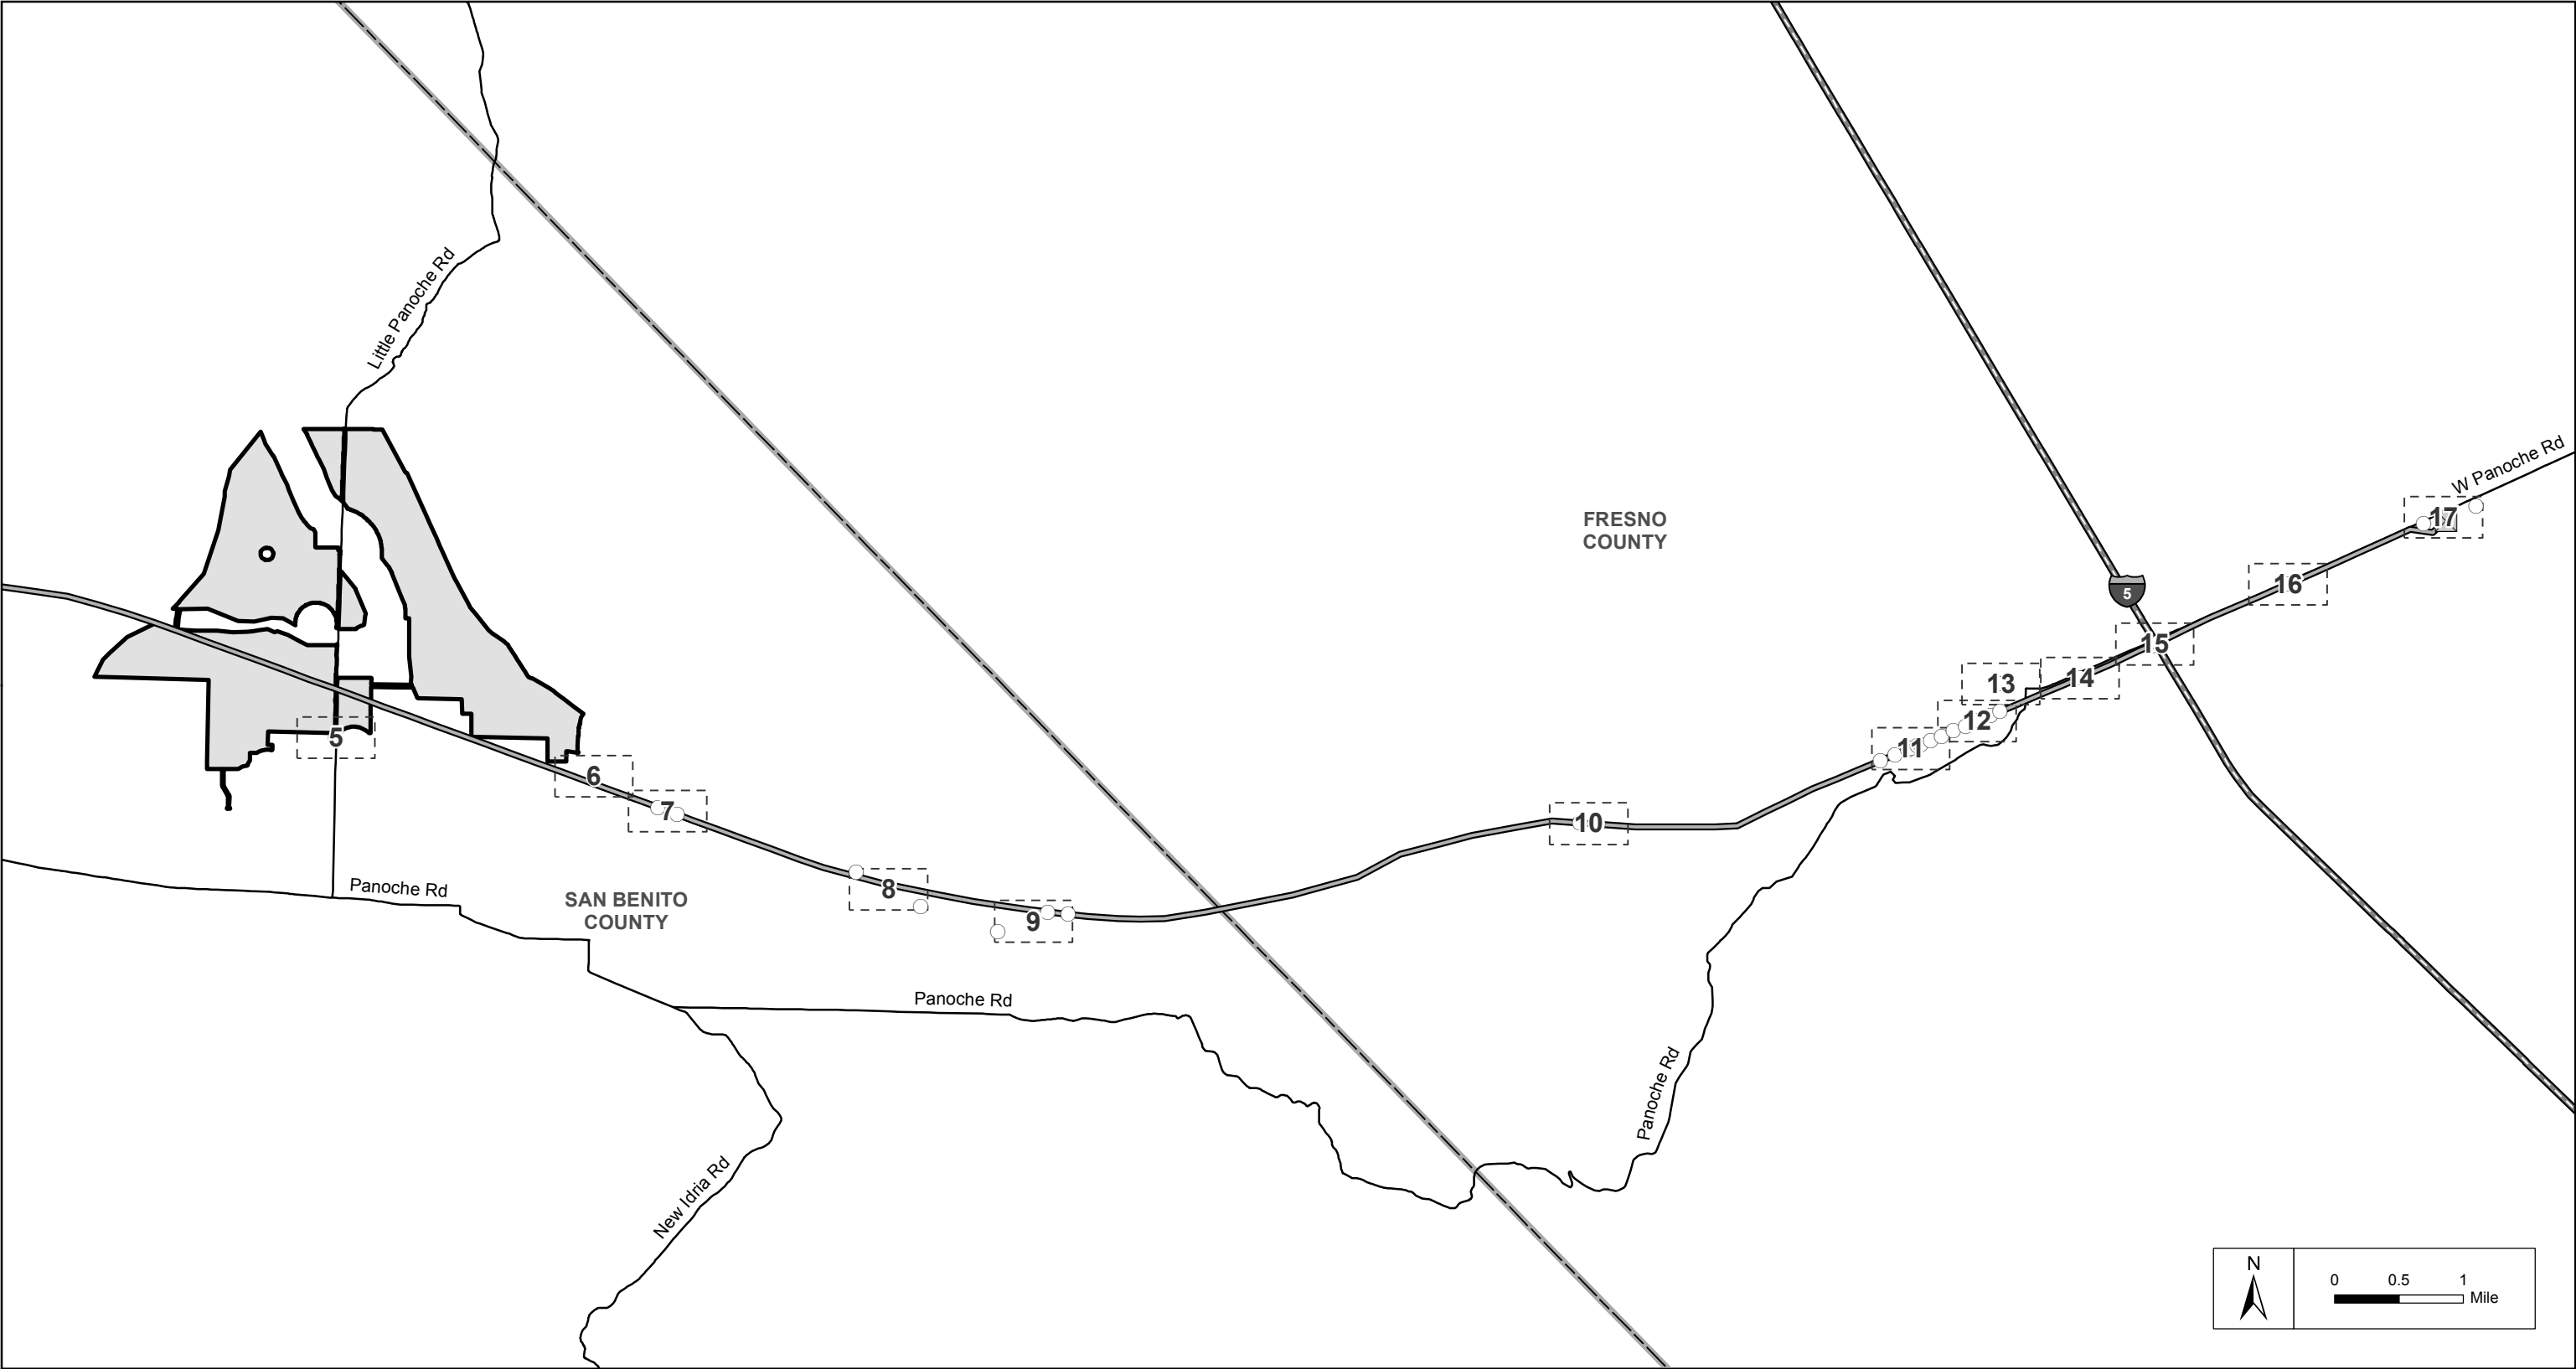 Little Panoche Rd
W Panoche Rd
FRESNO
COUNTY
17
16
5
15
14
13
12
11
5
6
7
10
8
9
Panoche Rd
SAN BENITO
COUNTY
Panoche Rd
Panoche Rd
New Idria Rd
N
0 0.5 1
Mile